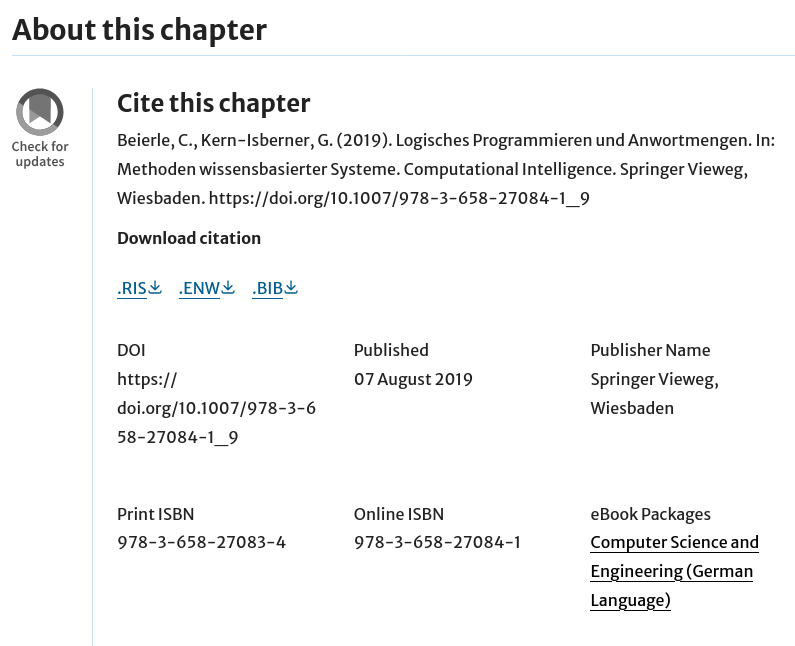 About this chapter
Check for
updates
Cite this chapter
Beierle, C., Kern-Isberner, G. (2019). Logisches Programmieren und Anwortmengen. In:
Methoden wissensbasierter Systeme. Computational Intelligence. Springer Vieweg,
Wiesbaden. https://doi.org/10.1007/978-3-658-27084-1_9
Download citation
.RIS .ENW .BIB
DOI
https://
doi.org/10.1007/978-3-6
58-27084-1_9
Published
07 August 2019
Publisher Name
Springer Vieweg,
Wiesbaden
Print ISBN
978-3-658-27083-4
Online ISBN
978-3-658-27084-1
eBook Packages
Computer Science and
Engineering (German
Language)